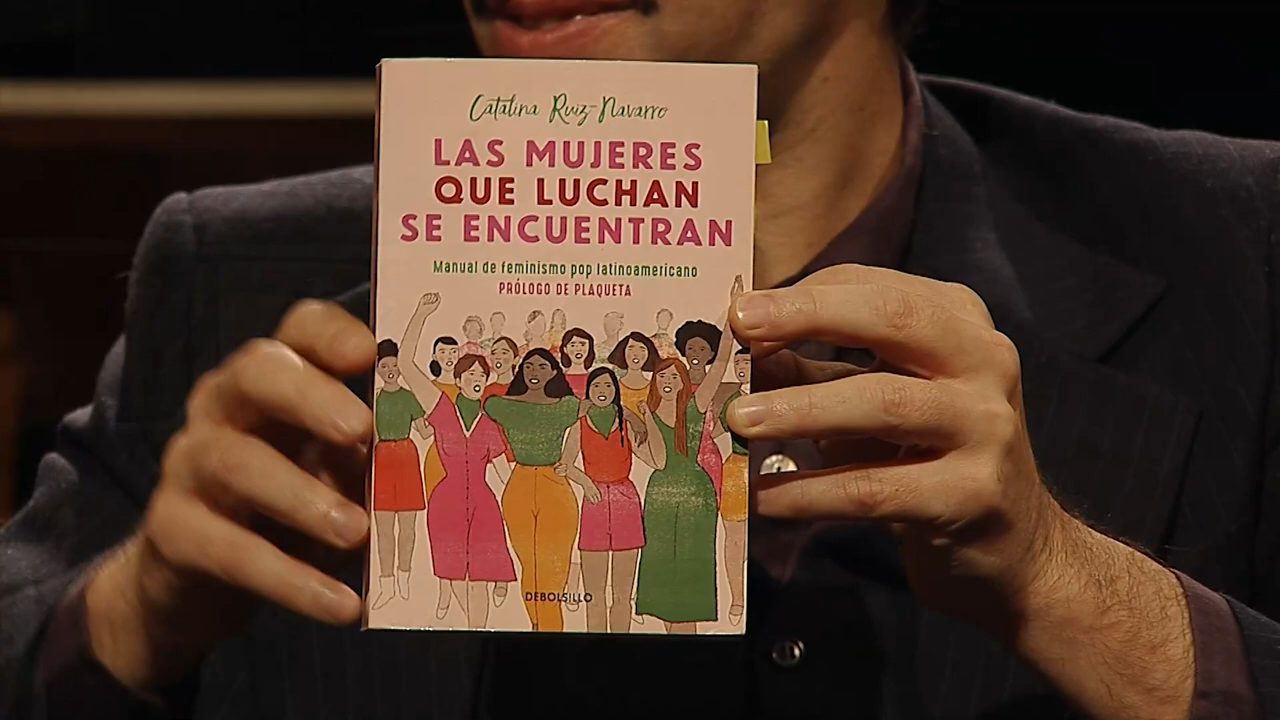 Catalina Ruiz-Navarro
LAS MUJERES
QUE LUCHAN
SE ENCUENTRAN
Manual de feminismo pop latinoamericano
PRÓLOGO DE PLAQUETA
DEBOLSILLO